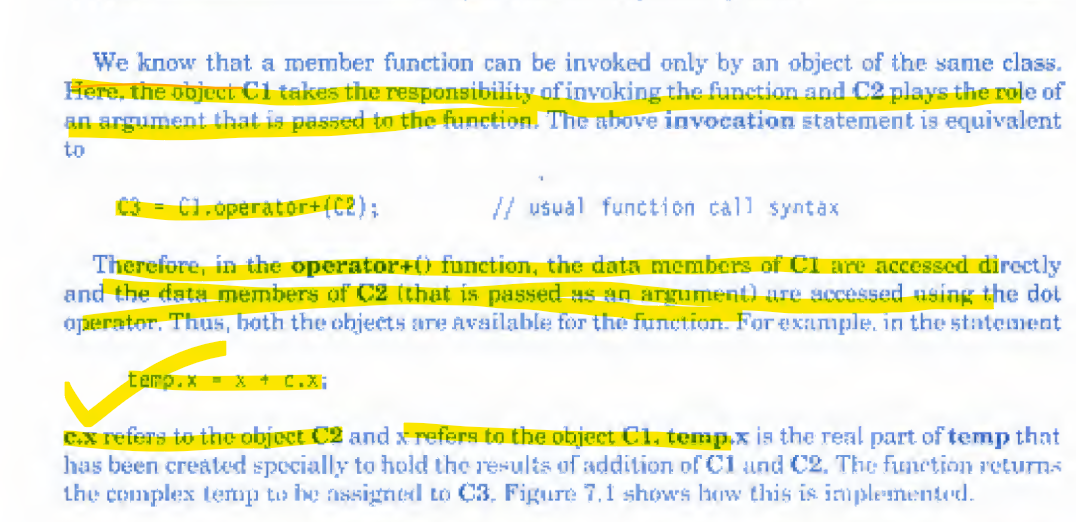 We know that a member function can be invoked only by an object of the same class.
Here, the object C1 takes the responsibility of invoking the function and C2 plays the role of
an argument that is passed to the function. The above invocation statement is equivalent
to
C3 = C1.operator+(C2); // usual function call syntax
Therefore, in the operator+() function, the data members of C1 are accessed directly
and the data members of C2 (that is passed as an argument) are accessed using the dot
operator. Thus, both the objects are available for the function. For example, in the statement
temp.x = x + c.x;
c.x refers to the object C2 and x refers to the object C1. temp.x is the real part of temp that
has been created specially to hold the results of addition of C1 and C2. The function returns
the complex temp to be assigned to C3. Figure 7.1 shows how this is implemented.